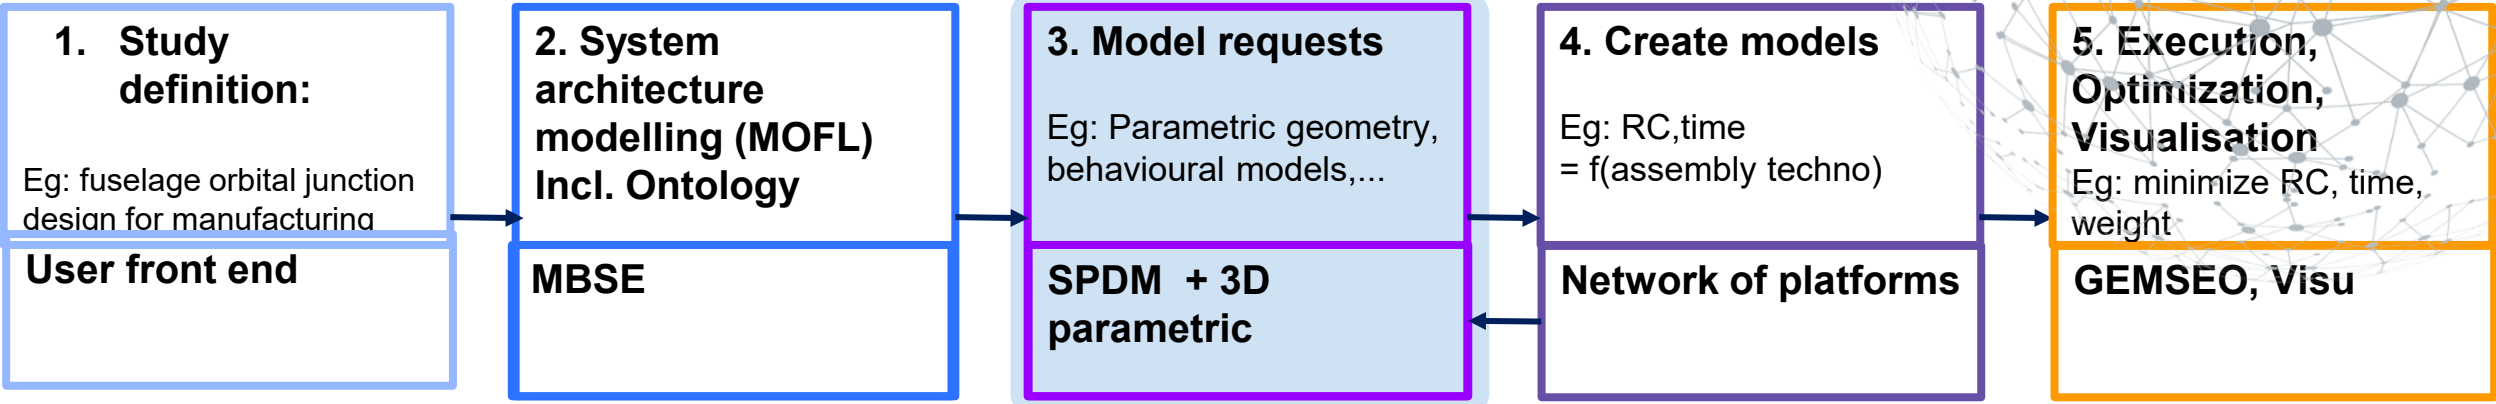 1. Study
definition:
Eg: fuselage orbital junction
design for manufacturing
User front end
2. System
architecture
modelling (MOFL)
Incl. Ontology
MBSE
3. Model requests
Eg: Parametric geometry,
behavioural models,...
SPDM + 3D
parametric
4. Create models
Eg: RC,time
= f(assembly techno)
Network of platforms
5. Execution,
Optimization,
Visualisation
Eg: minimize RC, time,
weight
GEMSEO, Visu